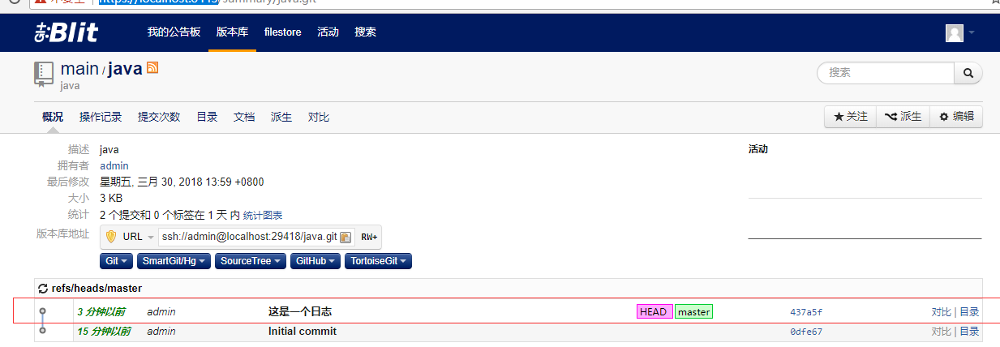 /summary/java.git
Blit 我的公告板 版本库 filestore 活动 搜索
main / java
java
搜索
概况 操作记录 提交次数 目录 文档 派生 对比 关注 派生 编辑
描述 java 活动
拥有者 admin
最后修改 星期五, 三月 30, 2018 13:59 +0800
大小 3 KB
统计 2 个提交和 0 个标签在 1 天 内 统计图表
版本库地址 URL ssh://admin@localhost:29418/java.git RW+
Git SmartGit/Hg SourceTree GitHub TortoiseGit
refs/heads/master
3 分钟以前 admin 这是一个日志 HEAD master 437a5f 对比 | 目录
15 分钟以前 admin Initial commit 0dfe67 对比 | 目录